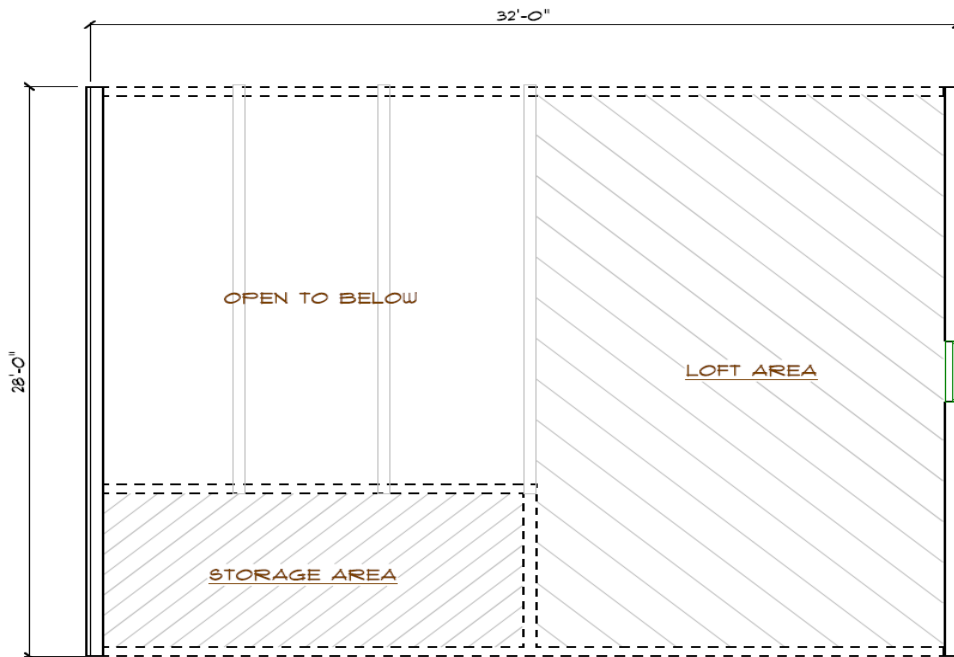 32'-0"
28'-0"
OPEN TO BELOW
LOFT AREA
STORAGE AREA